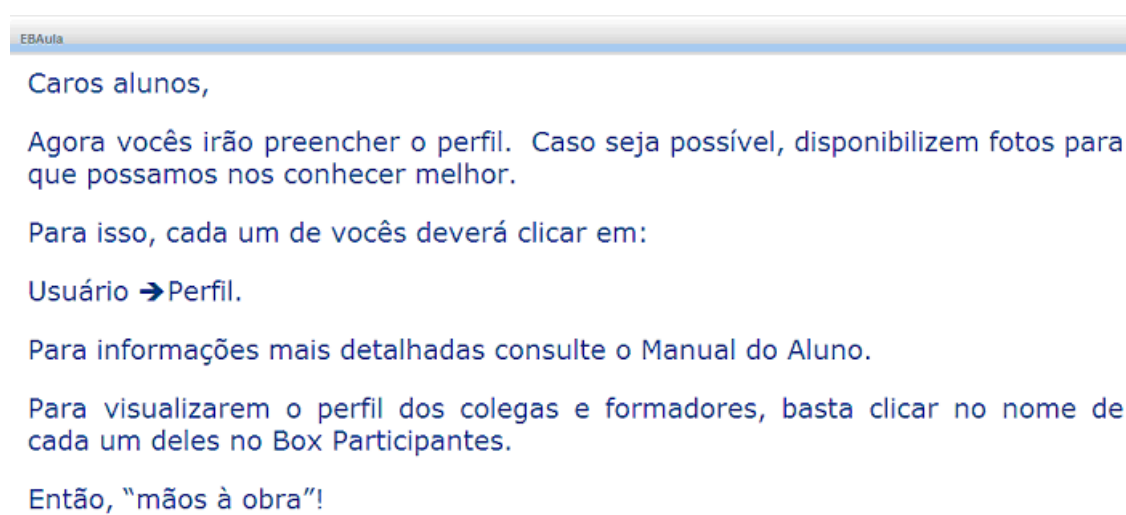 EBAula
Caros alunos,
Agora vocês irão preencher o perfil. Caso seja possível, disponibilizem fotos para
que possamos nos conhecer melhor.
Para isso, cada um de vocês deverá clicar em:
Usuário ➔Perfil.
Para informações mais detalhadas consulte o Manual do Aluno.
Para visualizarem o perfil dos colegas e formadores, basta clicar no nome de
cada um deles no Box Participantes.
Então, “mãos à obra”!